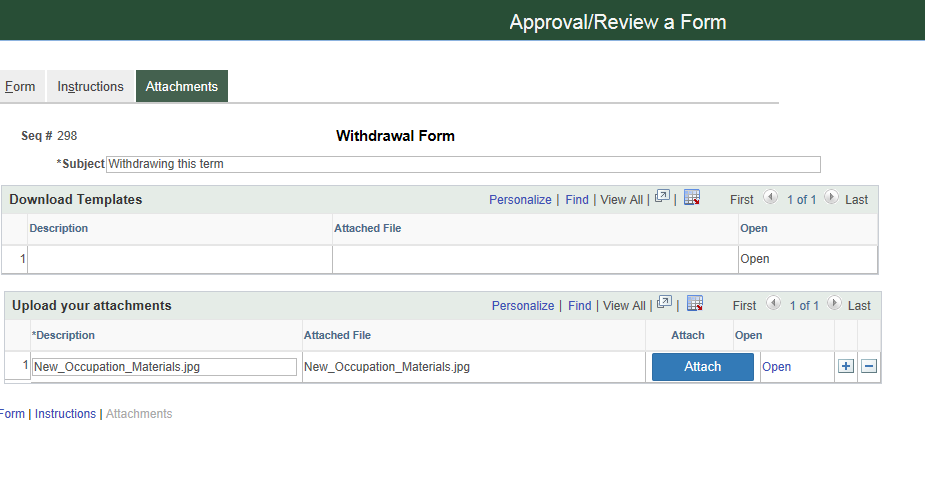 Approval/Review a Form
Form Instructions Attachments
Seq # 298 Withdrawal Form
*Subject Withdrawing this term
Download Templates Personalize | Find | View All | | First 1 of 1 Last
Description Attached File Open
1 Open
Upload your attachments Personalize | Find | View All | | First 1 of 1 Last
*Description Attached File Attach Open
1 New_Occupation_Materials.jpg New_Occupation_Materials.jpg Attach Open + −
Form | Instructions | Attachments